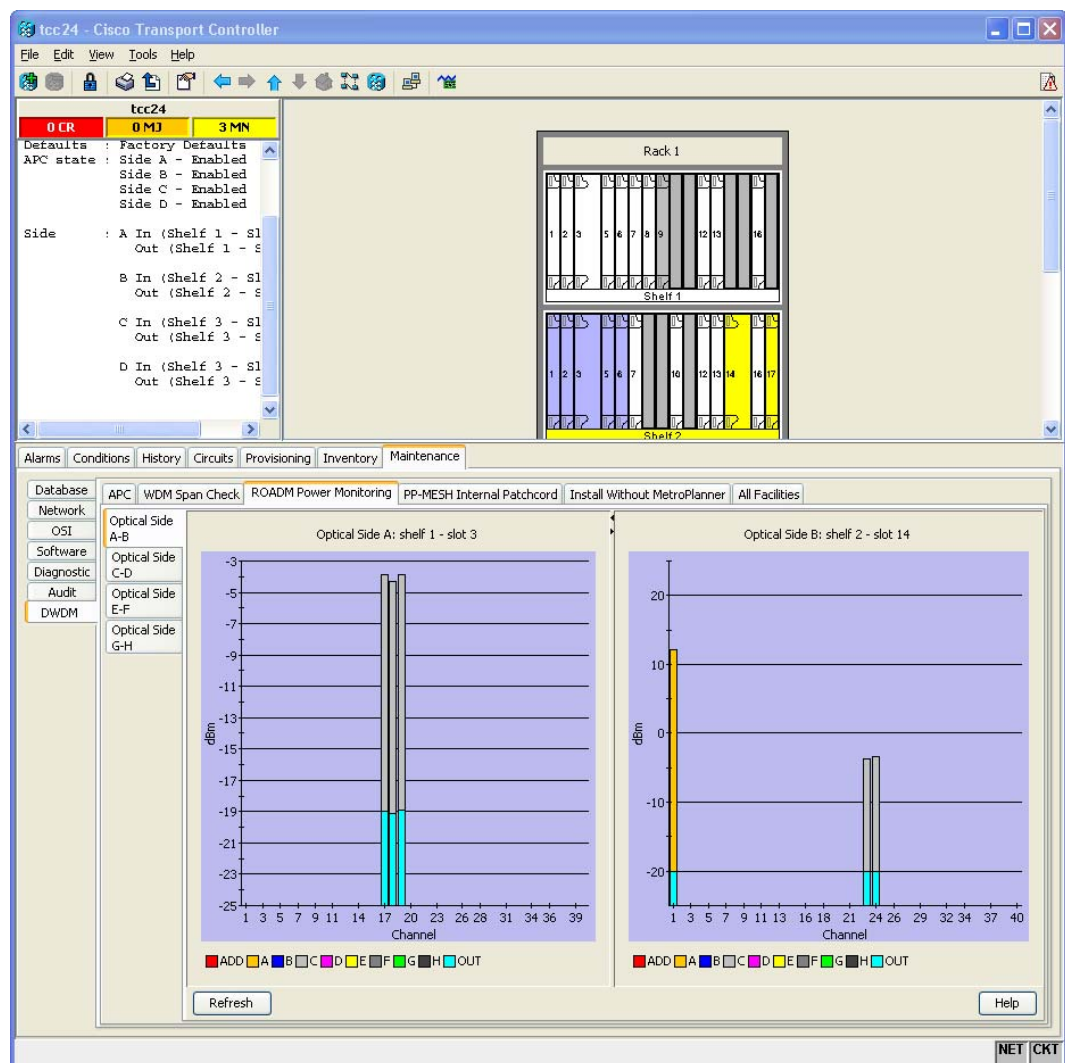 tcc24 - Cisco Transport Controller
File Edit View Tools Help
tcc24
0 CR 0 MJ 3 MN
Defaults : Factory Defaults
APC state : Side A - Enabled
Side B - Enabled
Side C - Enabled
Side D - Enabled
Side : A In (Shelf 1 - Sl
Out (Shelf 1 - S
B In (Shelf 2 - Sl
Out (Shelf 2 - S
C In (Shelf 3 - Sl
Out (Shelf 3 - S
D In (Shelf 3 - Sl
Out (Shelf 3 - S
Rack 1
1 2 3 5 6 7 8 9 12 13 16
Shelf 1
1 2 3 5 6 7 10 12 13 14 16 17
Shelf 2
Alarms Conditions History Circuits Provisioning Inventory Maintenance
Database
Network
OSI
Software
Diagnostic
Audit
DWDM
APC WDM Span Check ROADM Power Monitoring PP-MESH Internal Patchcord Install Without MetroPlanner All Facilities
Optical Side
A-B
Optical Side
C-D
Optical Side
E-F
Optical Side
G-H
Optical Side A: shelf 1 - slot 3
-3
-5
-7
-9
-11
-13
-15
-17
-19
-21
-23
-25
dBm
1 3 5 7 9 11 14 17 20 23 26 28 31 34 36 39
Channel
ADD A B C D E F G H OUT
Optical Side B: shelf 2 - slot 14
20
10
0
-10
-20
dBm
1 3 5 7 9 11 13 16 18 21 24 26 29 32 34 37 40
Channel
ADD A B C D E F G H OUT
Refresh
Help
NET CKT